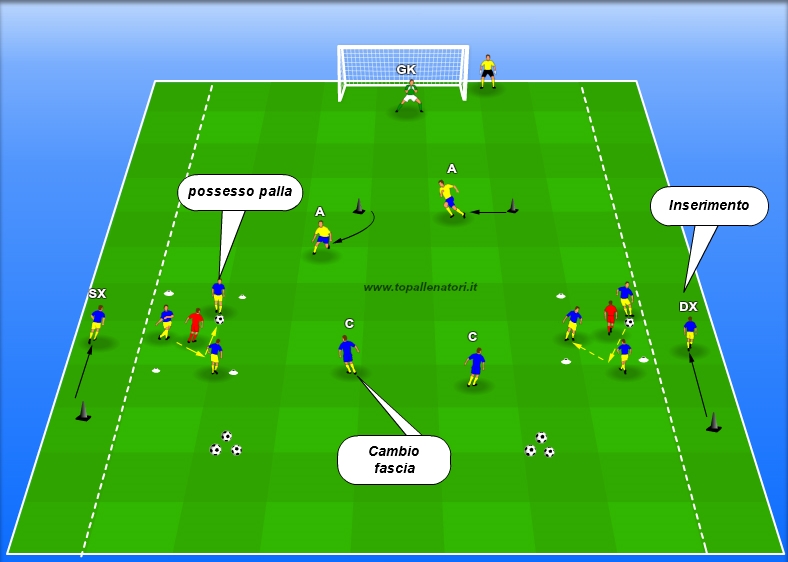 GK
A
possesso palla
Inserimento
A
www.topallenatori.it
SX
DX
C
C
Cambio
fascia